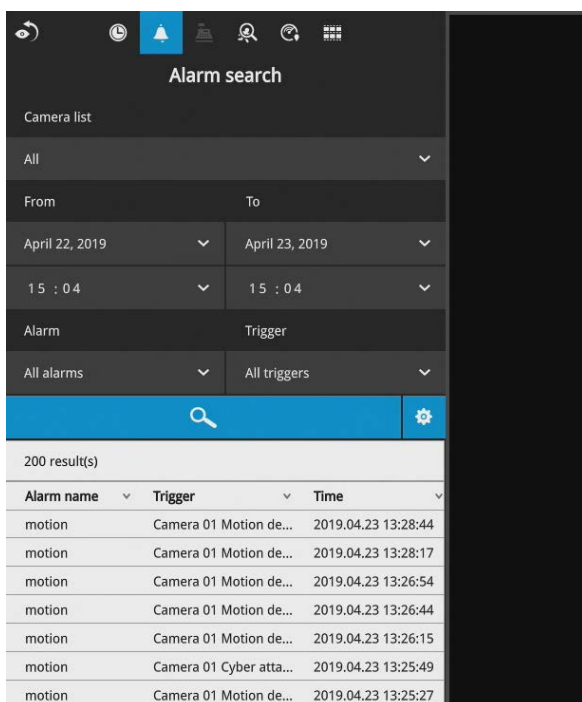 Alarm search
Camera list
All
From To
April 22, 2019 April 23, 2019
15 : 04 15 : 04
Alarm Trigger
All alarms All triggers
200 result(s)
Alarm name Trigger Time
motion Camera 01 Motion de... 2019.04.23 13:28:44
motion Camera 01 Motion de... 2019.04.23 13:28:17
motion Camera 01 Motion de... 2019.04.23 13:26:54
motion Camera 01 Motion de... 2019.04.23 13:26:44
motion Camera 01 Motion de... 2019.04.23 13:26:15
motion Camera 01 Cyber atta... 2019.04.23 13:25:49
motion Camera 01 Motion de... 2019.04.23 13:25:27